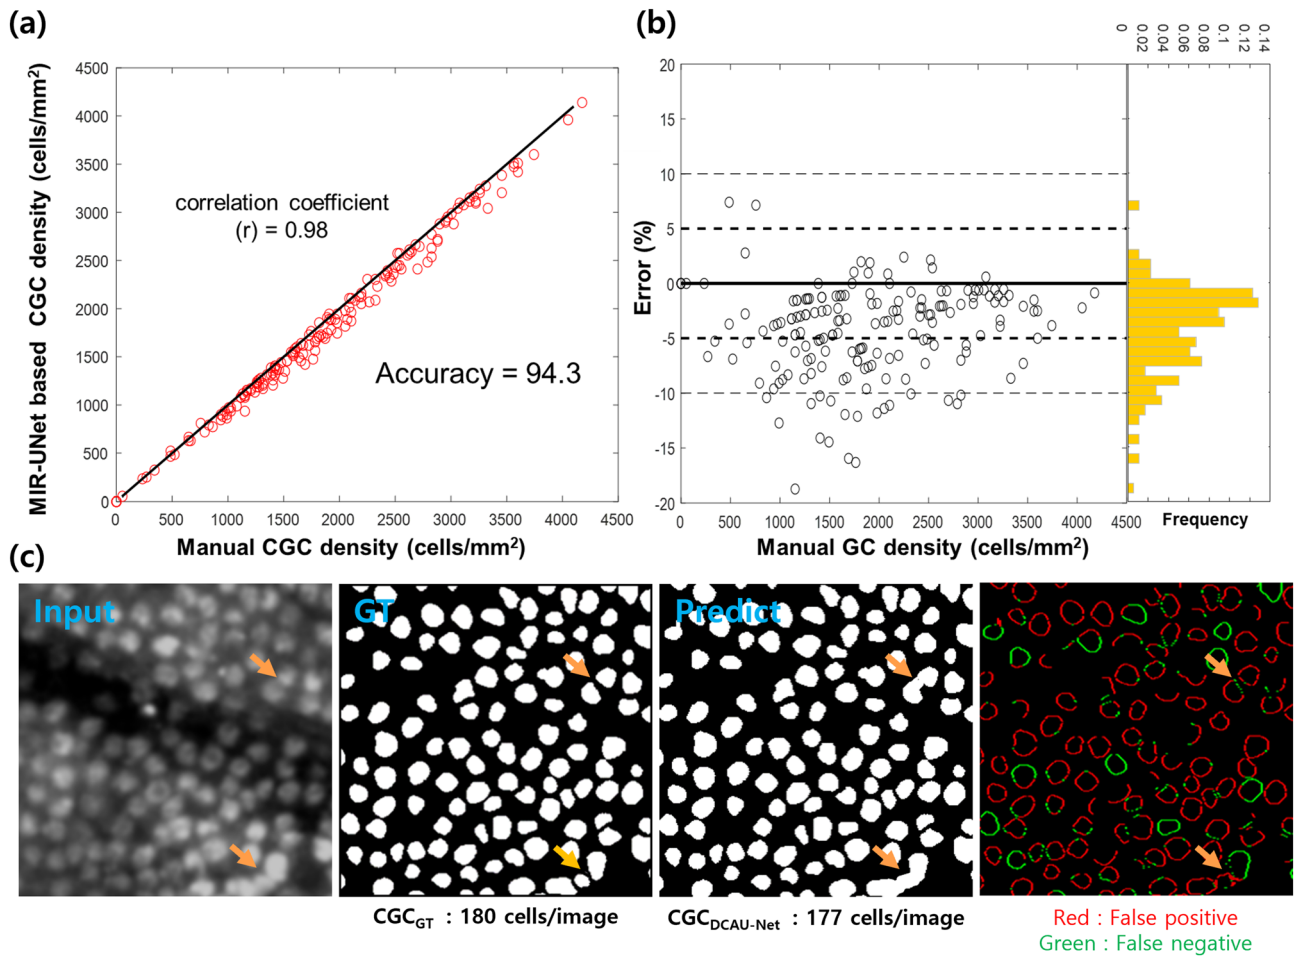 (a)
MIR-UNet based CGC density (cells/mm²)
4500
4000
3500
3000
2500
2000
1500
1000
500
0
correlation coefficient
(r) = 0.98
Accuracy = 94.3
0 500 1000 1500 2000 2500 3000 3500 4000 4500
Manual CGC density (cells/mm²)
(b)
0 0.02 0.04 0.06 0.08 0.1 0.12 0.14
Error (%)
20
15
10
5
0
-5
-10
-15
-20
0 500 1000 1500 2000 2500 3000 3500 4000 4500
Manual GC density (cells/mm²)
Frequency
(c)
Input
GT
Predict
CGCGT : 180 cells/image
CGCDCAU-Net : 177 cells/image
Red : False positive
Green : False negative